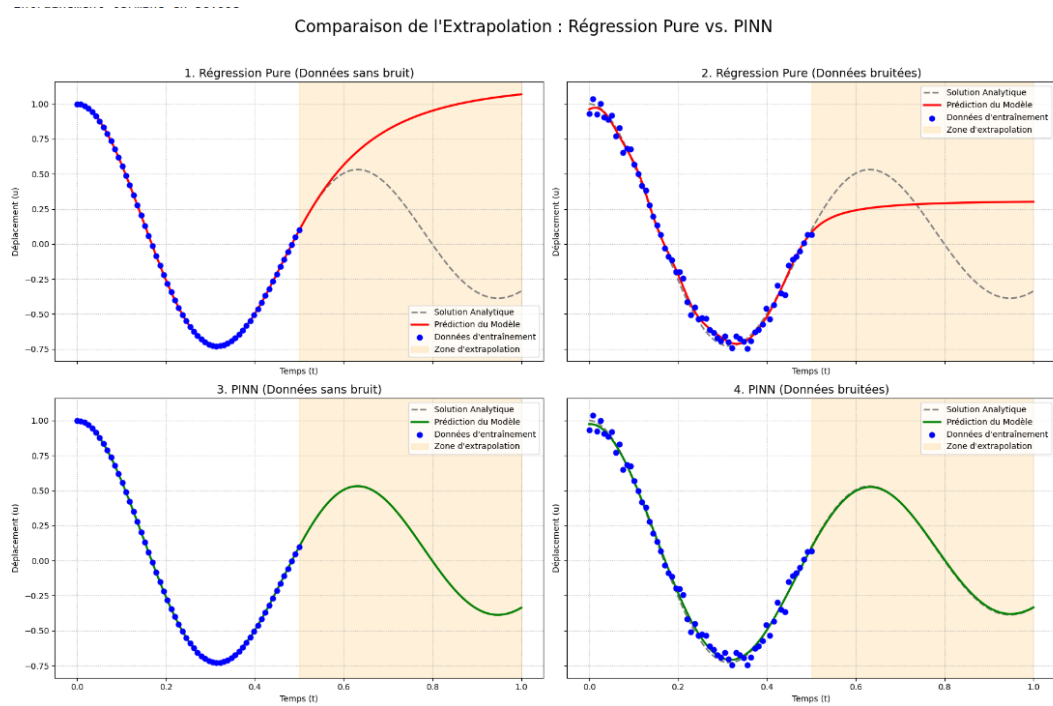 Comparaison de l'Extrapolation : Régression Pure vs. PINN
1. Régression Pure (Données sans bruit)
Déplacement (u)
1.00
0.75
0.50
0.25
0.00
−0.25
−0.50
−0.75
Solution Analytique
Prédiction du Modèle
Données d'entraînement
Zone d'extrapolation
Temps (t)
2. Régression Pure (Données bruitées)
Déplacement (u)
Solution Analytique
Prédiction du Modèle
Données d'entraînement
Zone d'extrapolation
Temps (t)
3. PINN (Données sans bruit)
Déplacement (u)
1.00
0.75
0.50
0.25
0.00
−0.25
−0.50
−0.75
Solution Analytique
Prédiction du Modèle
Données d'entraînement
Zone d'extrapolation
0.0 0.2 0.4 0.6 0.8 1.0
Temps (t)
4. PINN (Données bruitées)
Déplacement (u)
Solution Analytique
Prédiction du Modèle
Données d'entraînement
Zone d'extrapolation
0.0 0.2 0.4 0.6 0.8 1.0
Temps (t)